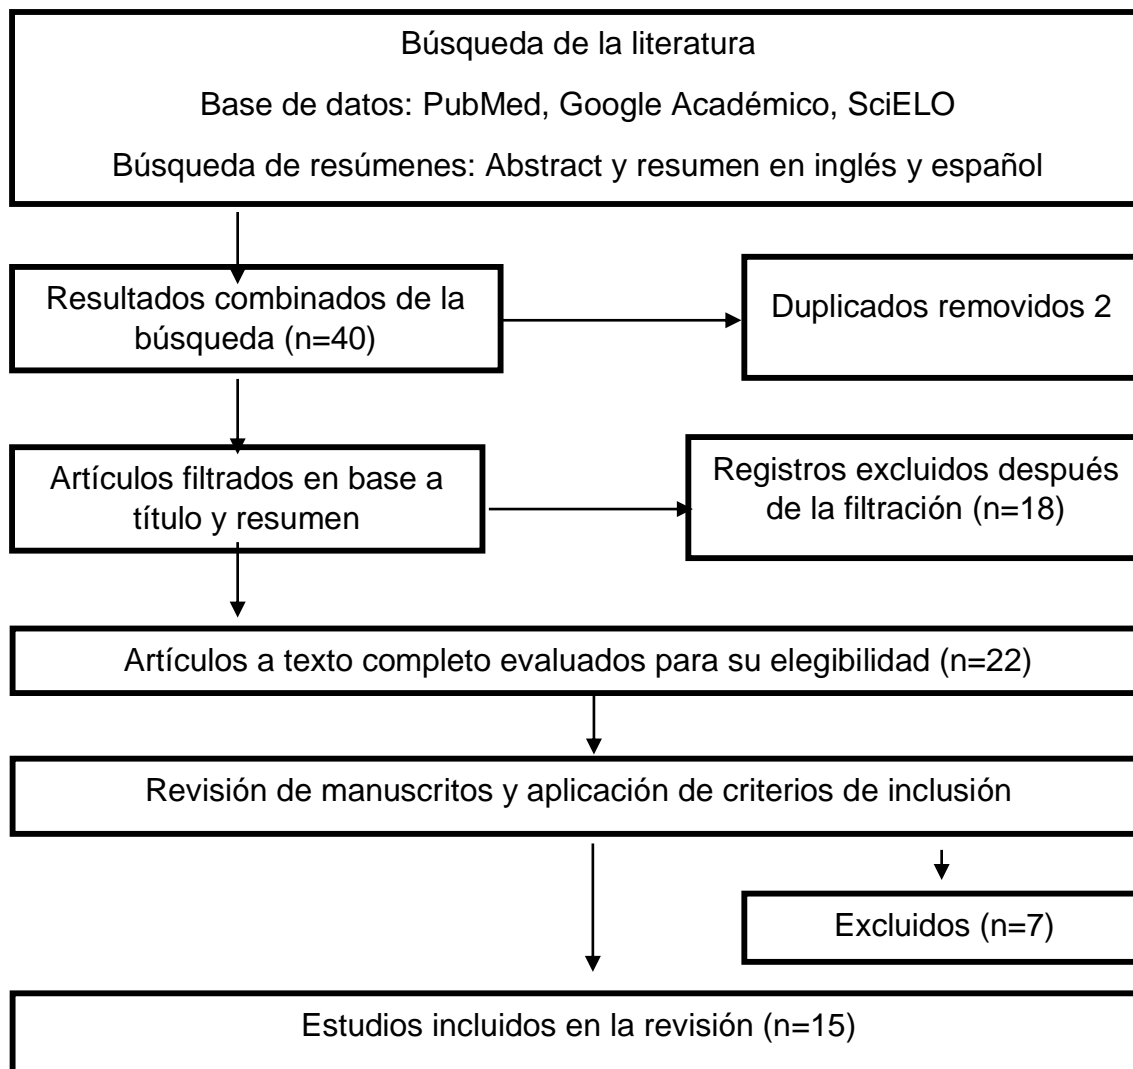 Búsqueda de la literatura
Base de datos: PubMed, Google Académico, SciELO
Búsqueda de resúmenes: Abstract y resumen en inglés y español
Resultados combinados de la
búsqueda (n=40)
Duplicados removidos 2
Artículos filtrados en base a
título y resumen
Registros excluidos después
de la filtración (n=18)
Artículos a texto completo evaluados para su elegibilidad (n=22)
Revisión de manuscritos y aplicación de criterios de inclusión
Excluidos (n=7)
Estudios incluidos en la revisión (n=15)